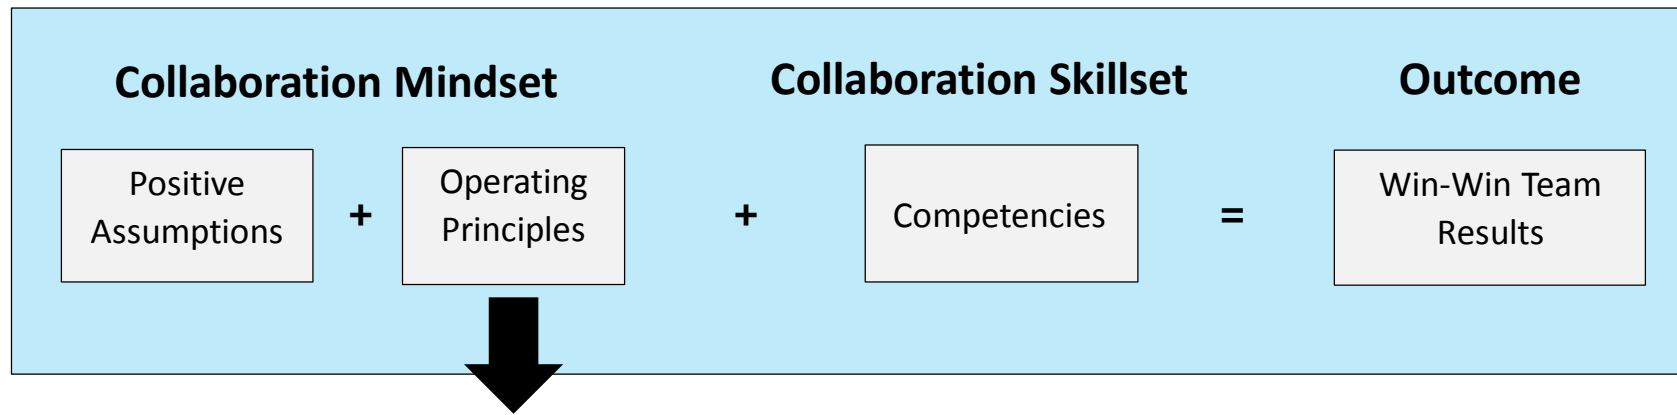 Collaboration Mindset
Collaboration Skillset
Outcome
Positive
Assumptions
+
Operating
Principles
+
Competencies
=
Win-Win Team
Results